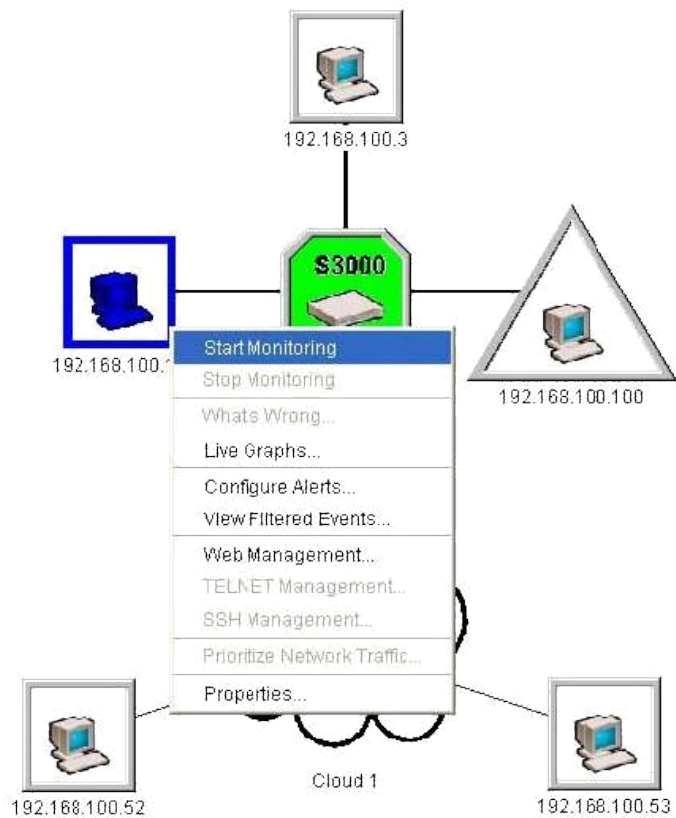 192.168.100.3
S3000
192.168.100.
192.168.100.100
Start Monitoring
Stop Monitoring
Whats Wrong...
Live Graphs...
Configure Alerts...
View Filtered Events...
Web Management...
TELNET Management...
SSH Management...
Prioritize Network Traffic...
Properties...
Cloud 1
192.168.100.52
192.168.100.53